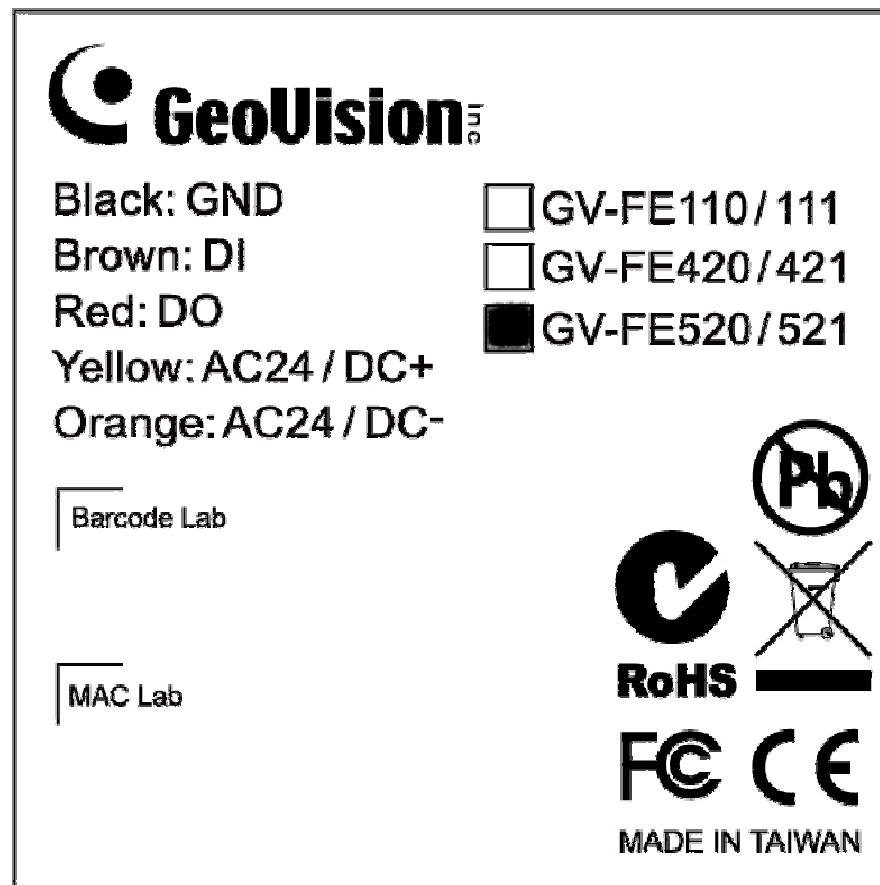 GeoVision Inc
Black: GND
Brown: DI
Red: DO
Yellow: AC24 / DC+
Orange: AC24 / DC-
GV-FE110 / 111
GV-FE420 / 421
GV-FE520 / 521
Barcode Lab
MAC Lab
Pb
RoHS
FC CE
MADE IN TAIWAN